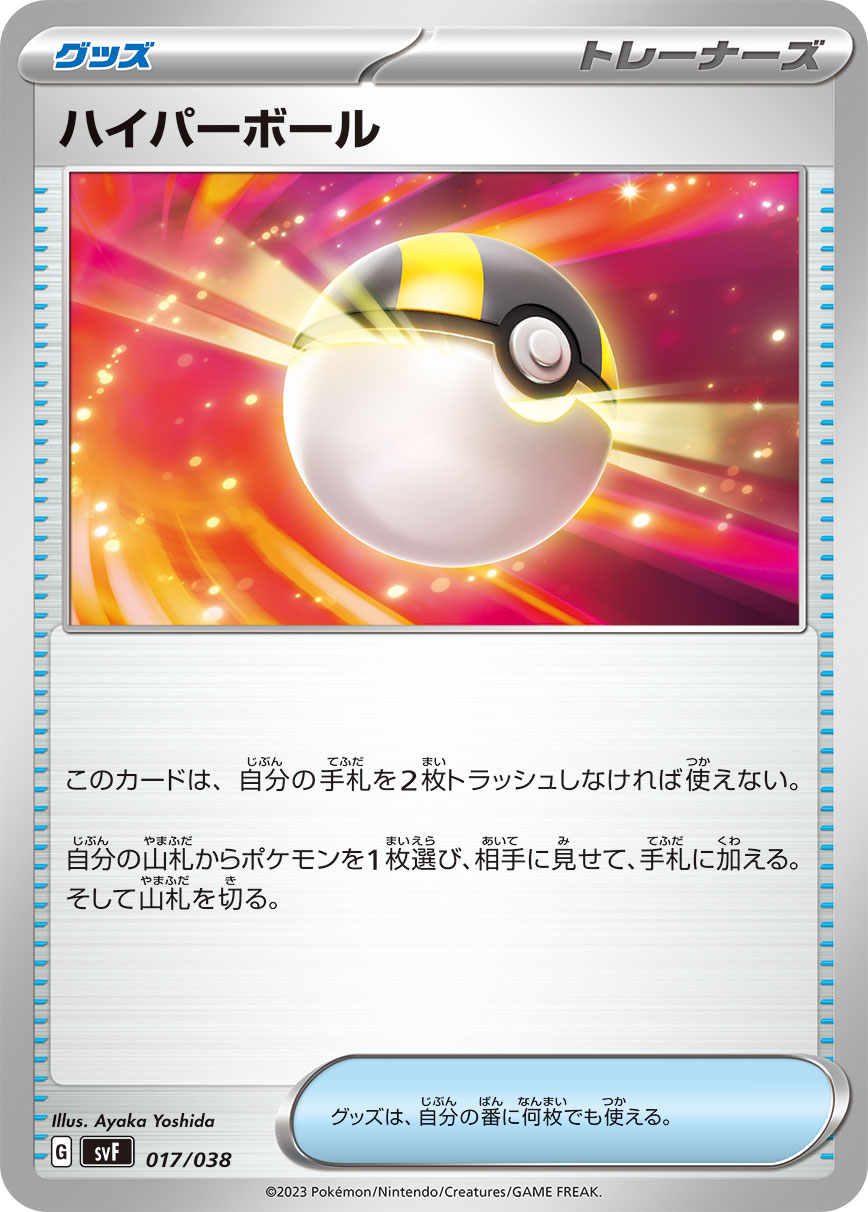 グッズ
トレーナーズ
ハイパーボール
このカードは、自分の手札を2枚トラッシュしなければ使えない。
自分の山札からポケモンを1枚選び、相手に見せて、手札に加える。
そして山札を切る。
Illus. Ayaka Yoshida
グッズは、自分の番に何枚でも使える。
G svF 017/038
©2023 Pokémon/Nintendo/Creatures/GAME FREAK.